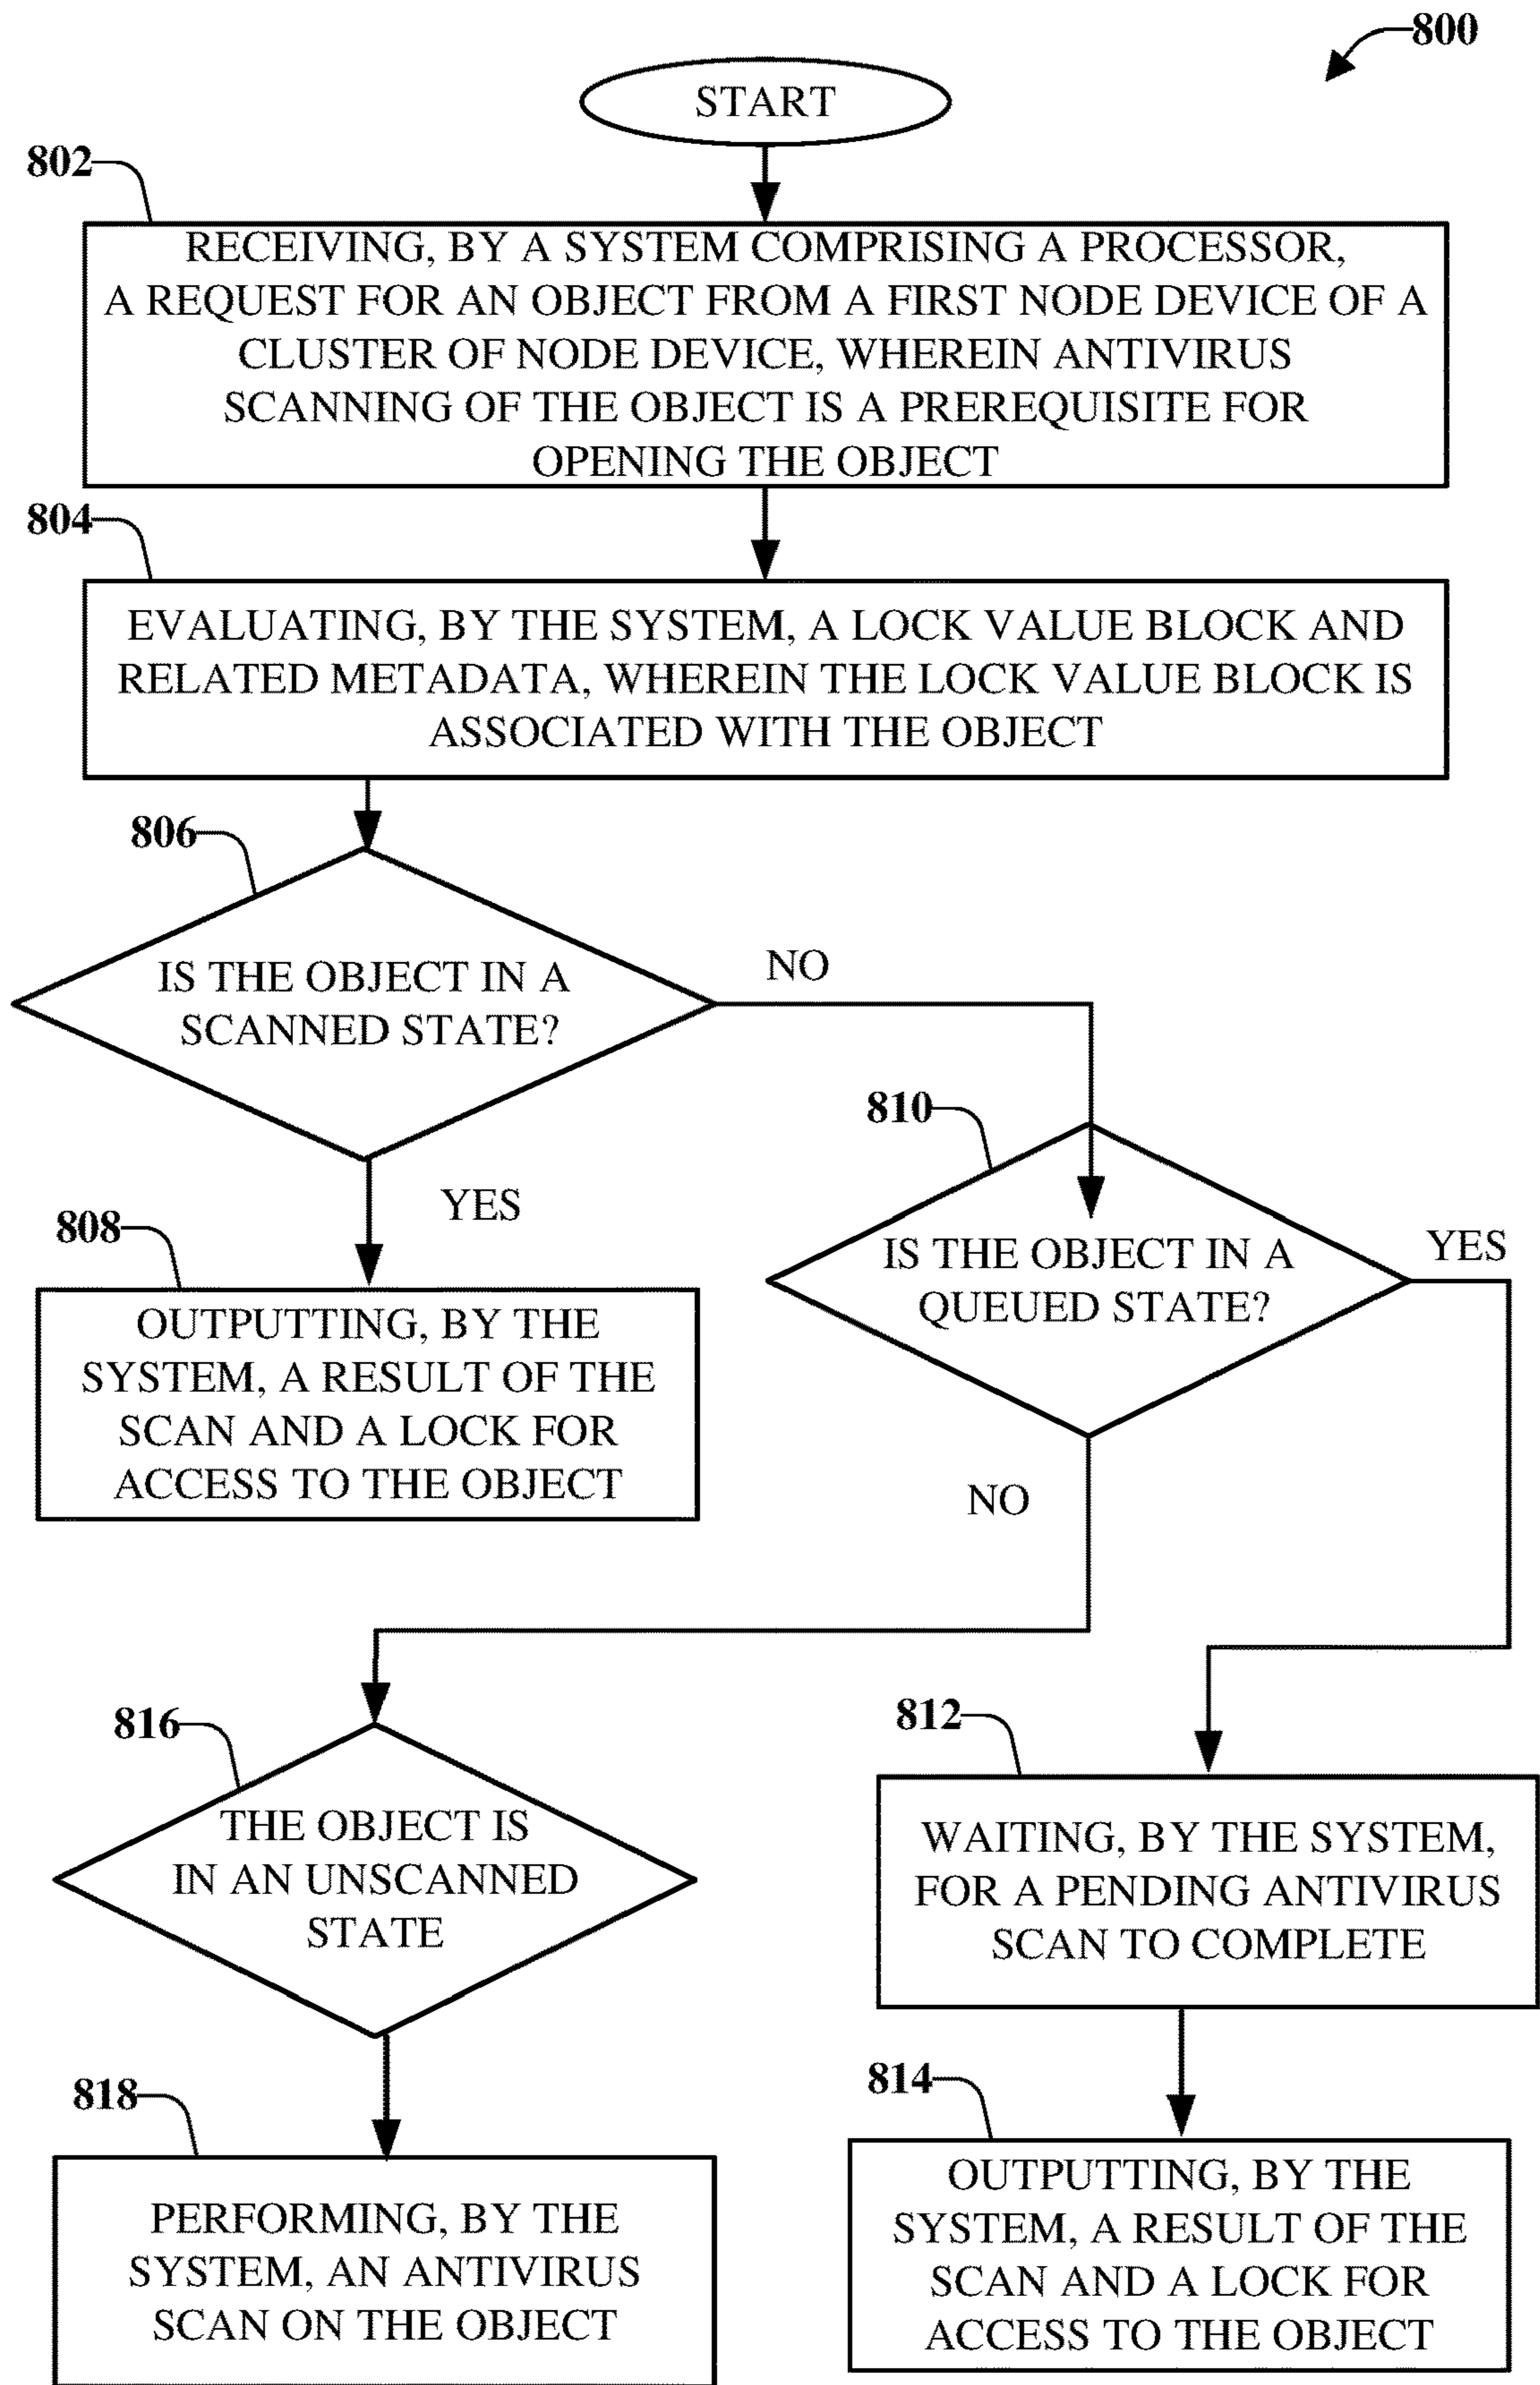 800
START
802
RECEIVING, BY A SYSTEM COMPRISING A PROCESSOR,
A REQUEST FOR AN OBJECT FROM A FIRST NODE DEVICE OF A
CLUSTER OF NODE DEVICE, WHEREIN ANTIVIRUS
SCANNING OF THE OBJECT IS A PREREQUISITE FOR
OPENING THE OBJECT
804
EVALUATING, BY THE SYSTEM, A LOCK VALUE BLOCK AND
RELATED METADATA, WHEREIN THE LOCK VALUE BLOCK IS
ASSOCIATED WITH THE OBJECT
806
IS THE OBJECT IN A
SCANNED STATE?
NO
YES
808
OUTPUTTING, BY THE
SYSTEM, A RESULT OF THE
SCAN AND A LOCK FOR
ACCESS TO THE OBJECT
810
IS THE OBJECT IN A
QUEUED STATE?
YES
NO
812
WAITING, BY THE SYSTEM,
FOR A PENDING ANTIVIRUS
SCAN TO COMPLETE
814
OUTPUTTING, BY THE
SYSTEM, A RESULT OF THE
SCAN AND A LOCK FOR
ACCESS TO THE OBJECT
816
THE OBJECT IS
IN AN UNSCANNED
STATE
818
PERFORMING, BY THE
SYSTEM, AN ANTIVIRUS
SCAN ON THE OBJECT